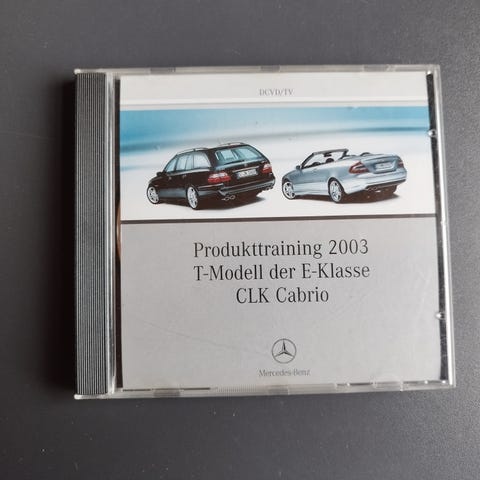 DCVD/TV
Produkttraining 2003
T-Modell der E-Klasse
CLK Cabrio
Mercedes-Benz